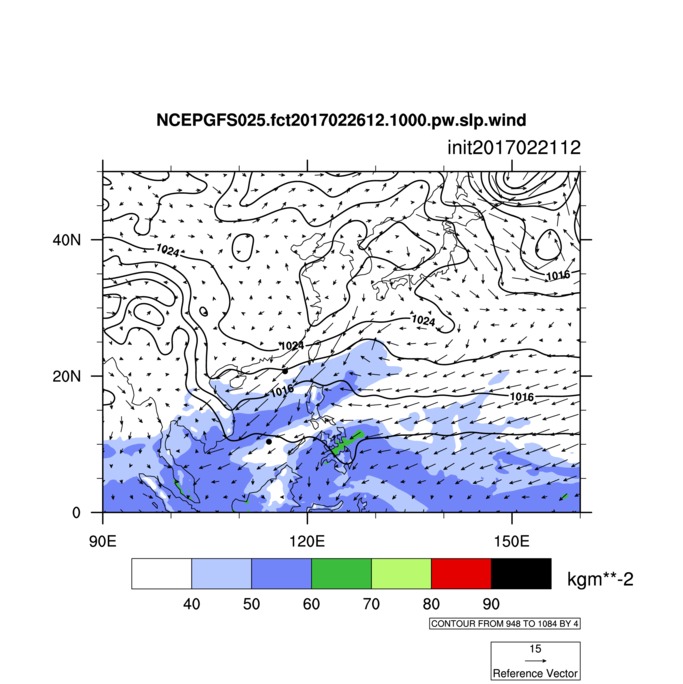 NCEPGFS025.fct2017022612.1000.pw.slp.wind
init2017022112
1024
40N
1016
1024
1024
20N
1016
1016
0
90E 120E 150E
kgm**-2
40 50 60 70 80 90
CONTOUR FROM 948 TO 1084 BY 4
15
Reference Vector